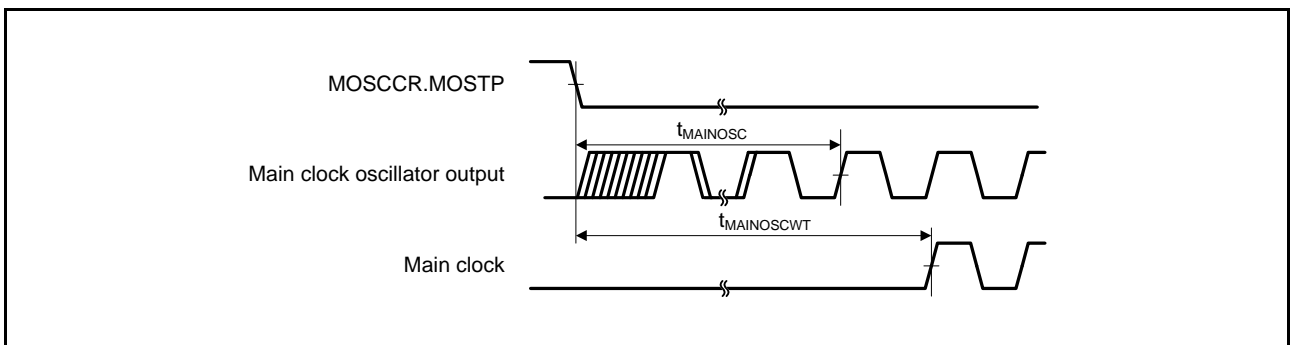 MOSCCR.MOSTP
tMAINOSC
Main clock oscillator output
tMAINOSCWT
Main clock